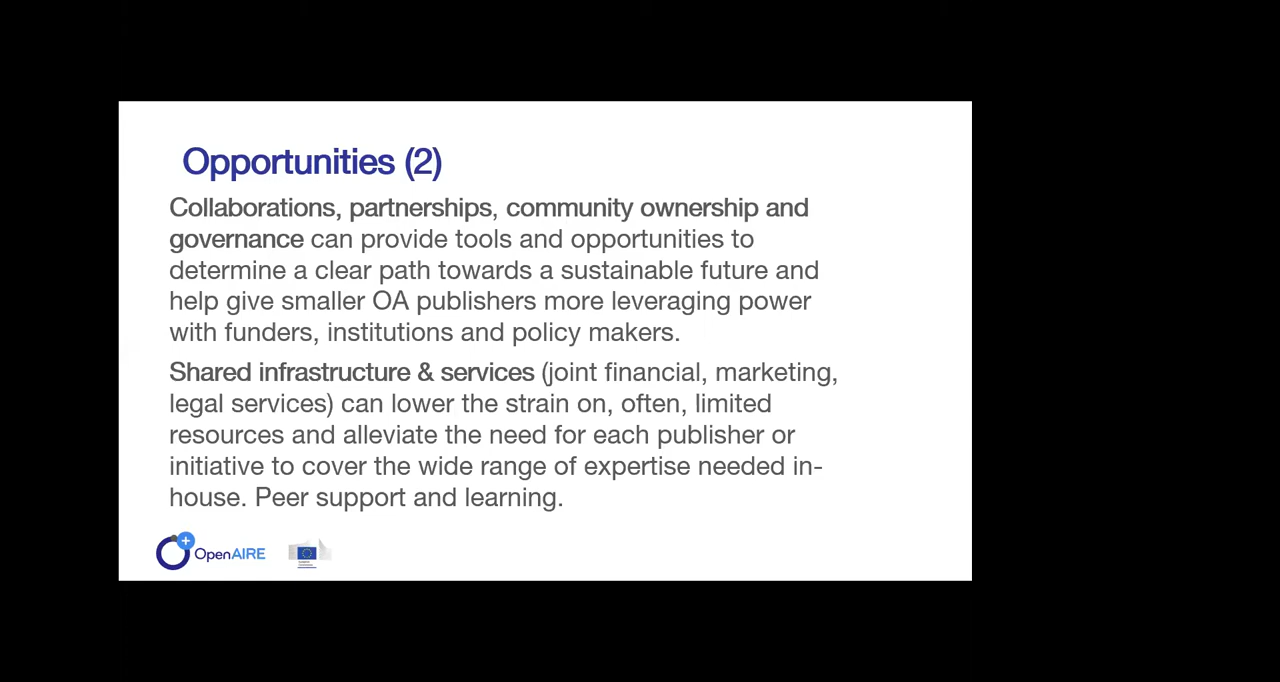 Opportunities (2)
Collaborations, partnerships, community ownership and
governance can provide tools and opportunities to
determine a clear path towards a sustainable future and
help give smaller OA publishers more leveraging power
with funders, institutions and policy makers.
Shared infrastructure & services (joint financial, marketing,
legal services) can lower the strain on, often, limited
resources and alleviate the need for each publisher or
initiative to cover the wide range of expertise needed in-
house. Peer support and learning.
OpenAIRE